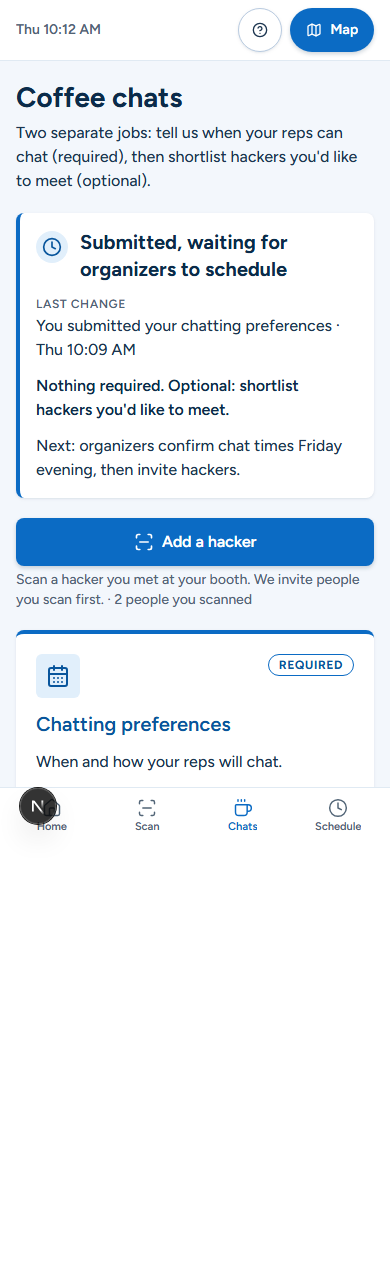 Thu 10:12 AM
Map
Coffee chats
Two separate jobs: tell us when your reps can
chat (required), then shortlist hackers you'd like
to meet (optional).
Submitted, waiting for
organizers to schedule
LAST CHANGE
You submitted your chatting preferences ·
Thu 10:09 AM
Nothing required. Optional: shortlist
hackers you'd like to meet.
Next: organizers confirm chat times Friday
evening, then invite hackers.
Add a hacker
Scan a hacker you met at your booth. We invite people
you scan first. · 2 people you scanned
REQUIRED
Chatting preferences
When and how your reps will chat.
N
Home
Scan
Chats
Schedule